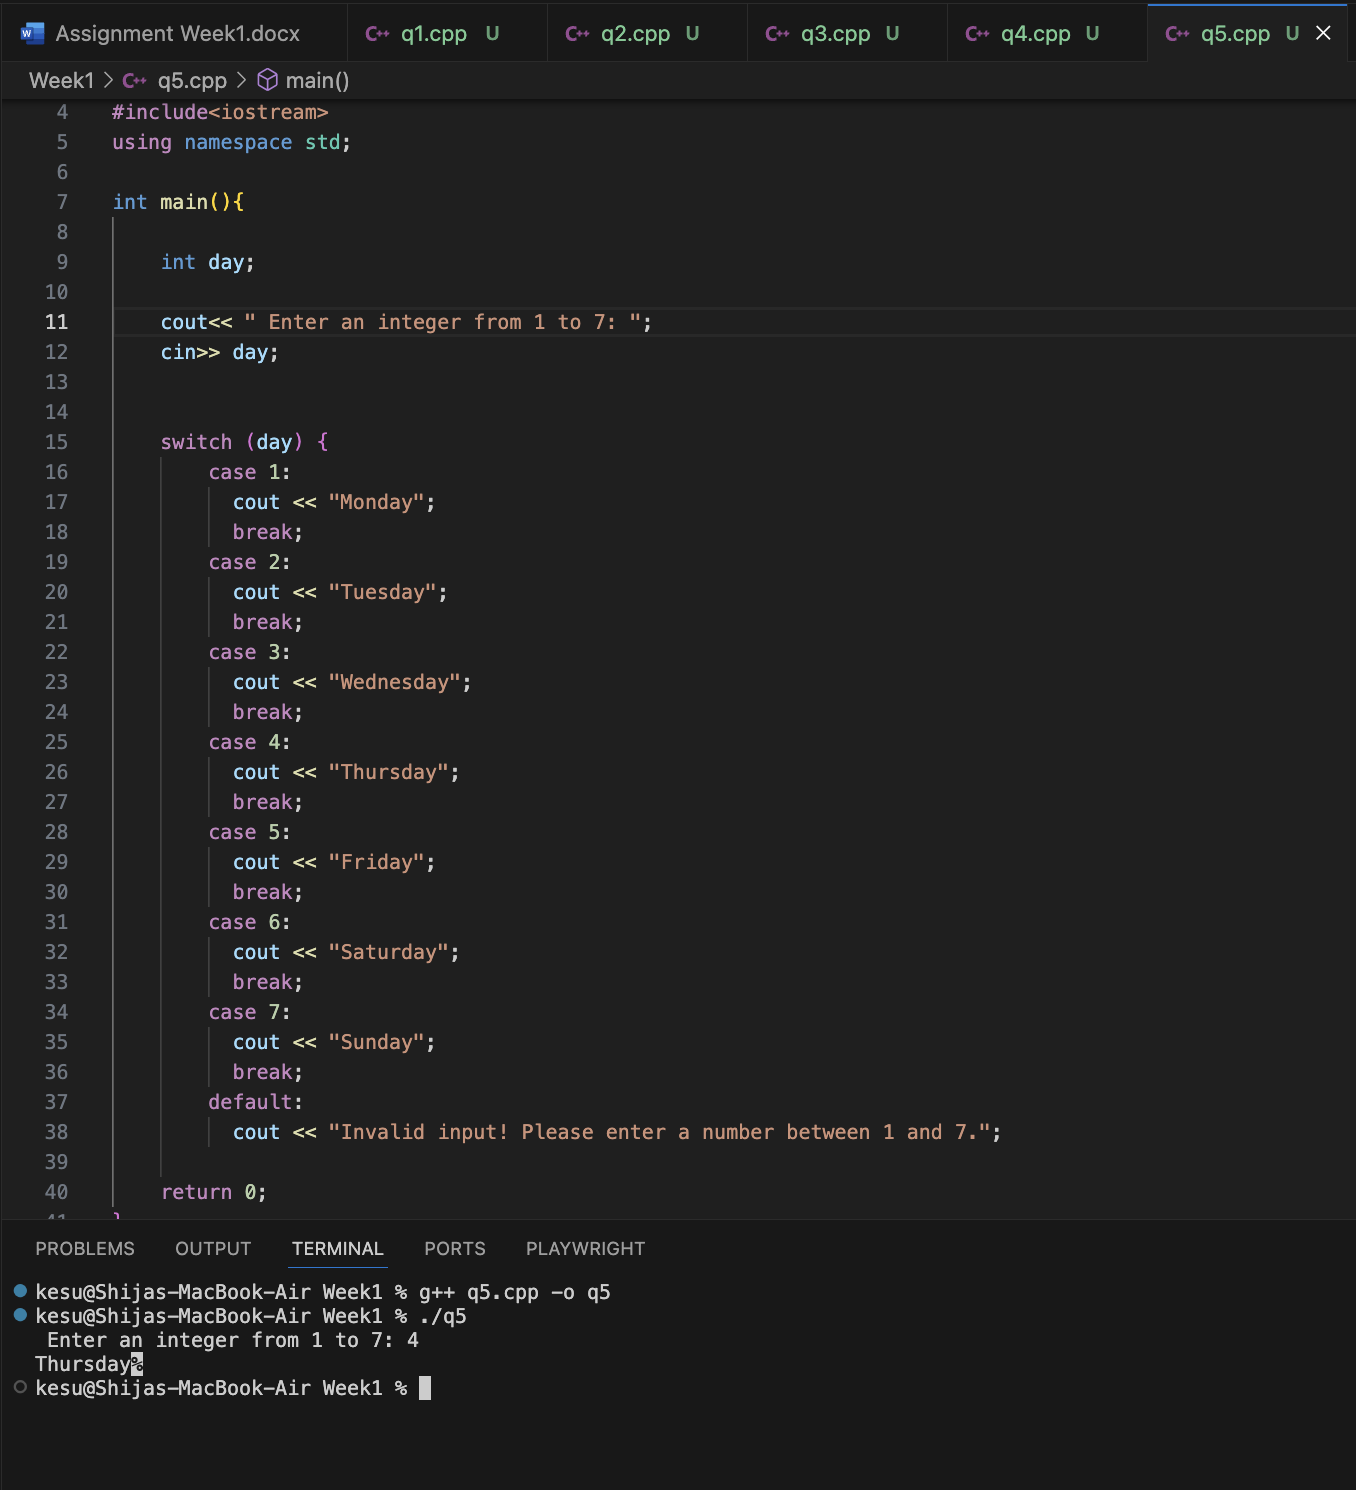 Assignment Week1.docx C++ q1.cpp U C++ q2.cpp U C++ q3.cpp U C++ q4.cpp U C++ q5.cpp U
Week1 > C++ q5.cpp > main()
4 #include<iostream>
5 using namespace std;
6
7 int main(){
8
9 int day;
10
11 cout<< " Enter an integer from 1 to 7: ";
12 cin>> day;
13
14
15 switch (day) {
16 case 1:
17 cout << "Monday";
18 break;
19 case 2:
20 cout << "Tuesday";
21 break;
22 case 3:
23 cout << "Wednesday";
24 break;
25 case 4:
26 cout << "Thursday";
27 break;
28 case 5:
29 cout << "Friday";
30 break;
31 case 6:
32 cout << "Saturday";
33 break;
34 case 7:
35 cout << "Sunday";
36 break;
37 default:
38 cout << "Invalid input! Please enter a number between 1 and 7.";
39
40 return 0;
41 }
PROBLEMS OUTPUT TERMINAL PORTS PLAYWRIGHT
kesu@Shijas-MacBook-Air Week1 % g++ q5.cpp -o q5
kesu@Shijas-MacBook-Air Week1 % ./q5
Enter an integer from 1 to 7: 4
Thursday%
kesu@Shijas-MacBook-Air Week1 %